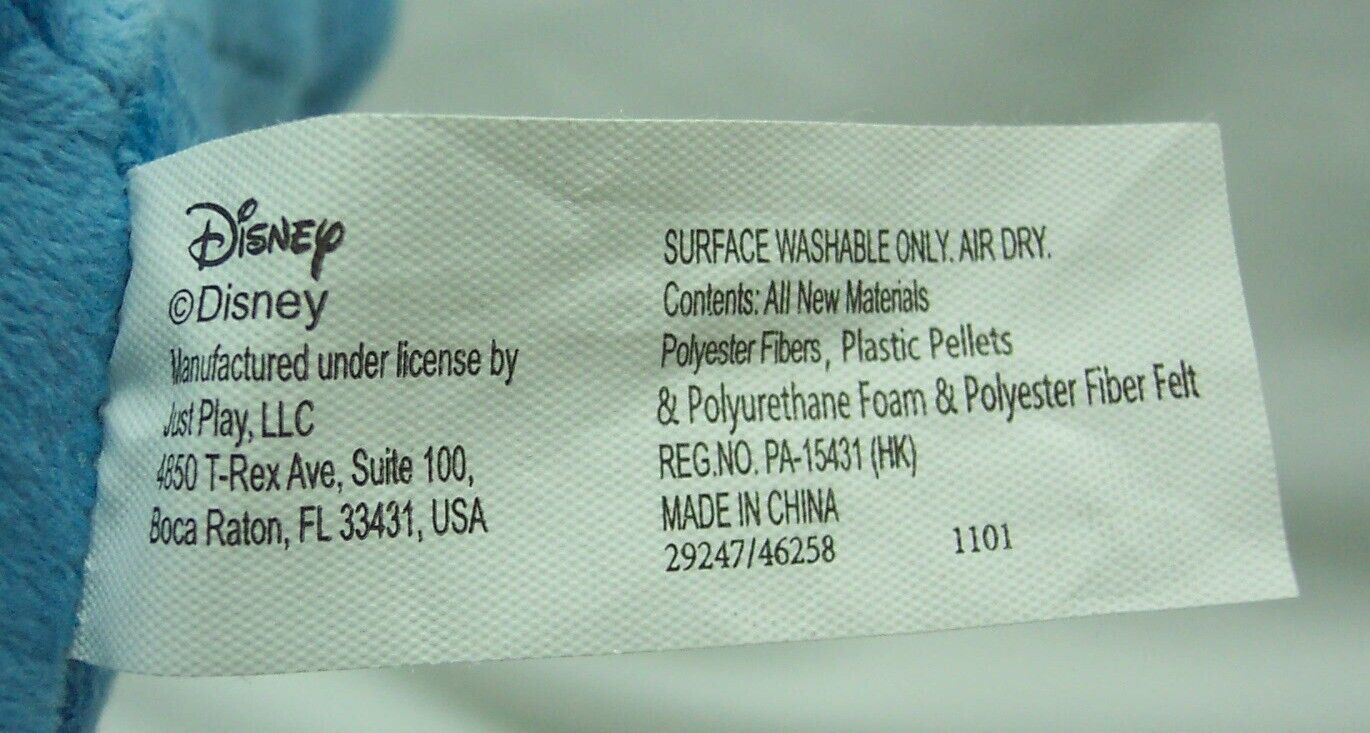 Disney
©Disney
Manufactured under license by
Just Play, LLC
4850 T-Rex Ave, Suite 100,
Boca Raton, FL 33431, USA
SURFACE WASHABLE ONLY. AIR DRY.
Contents: All New Materials
Polyester Fibers, Plastic Pellets
& Polyurethane Foam & Polyester Fiber Felt
REG.NO. PA-15431 (HK)
MADE IN CHINA
29247/46258 1101